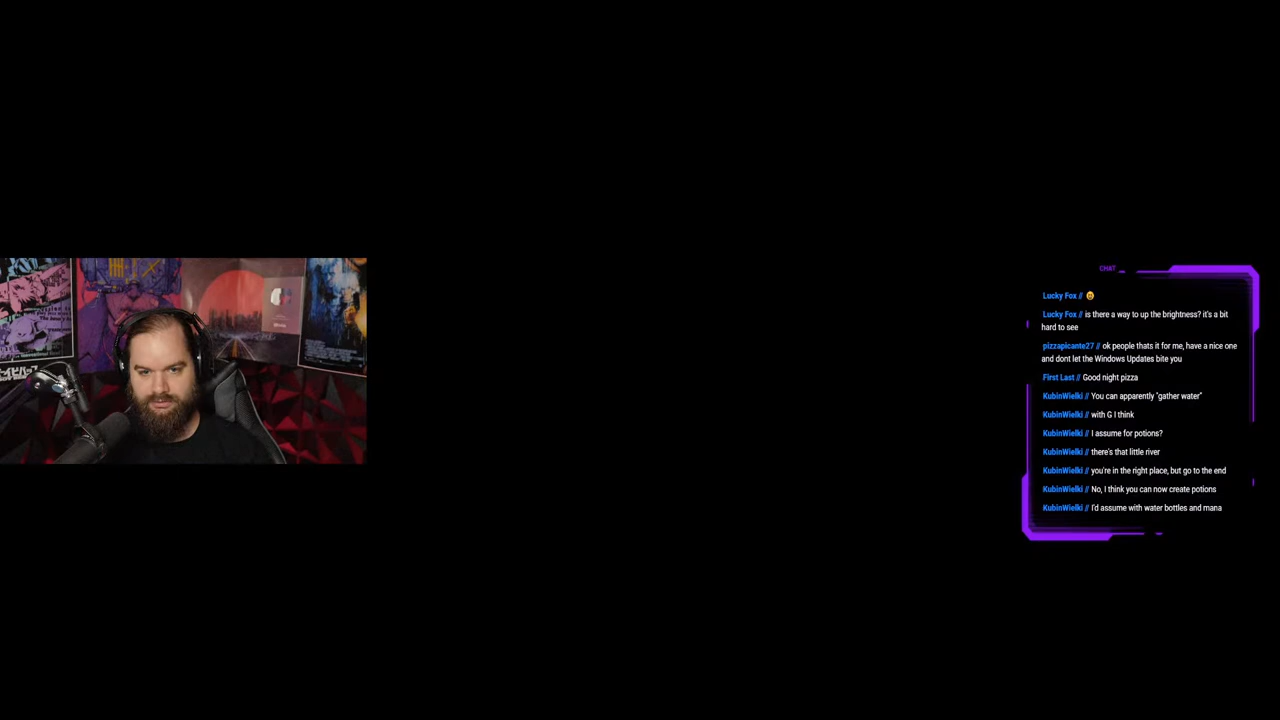 CHAT
Lucky Fox // 😀
Lucky Fox // is there a way to up the brightness? it's a bit
hard to see
pizzapicante27 // ok people thats it for me, have a nice one
and dont let the Windows Updates bite you
First Last // Good night pizza
KubinWielki // You can apparently "gather water"
KubinWielki // with G I think
KubinWielki // I assume for potions?
KubinWielki // there's that little river
KubinWielki // you're in the right place, but go to the end
KubinWielki // No, I think you can now create potions
KubinWielki // I'd assume with water bottles and mana